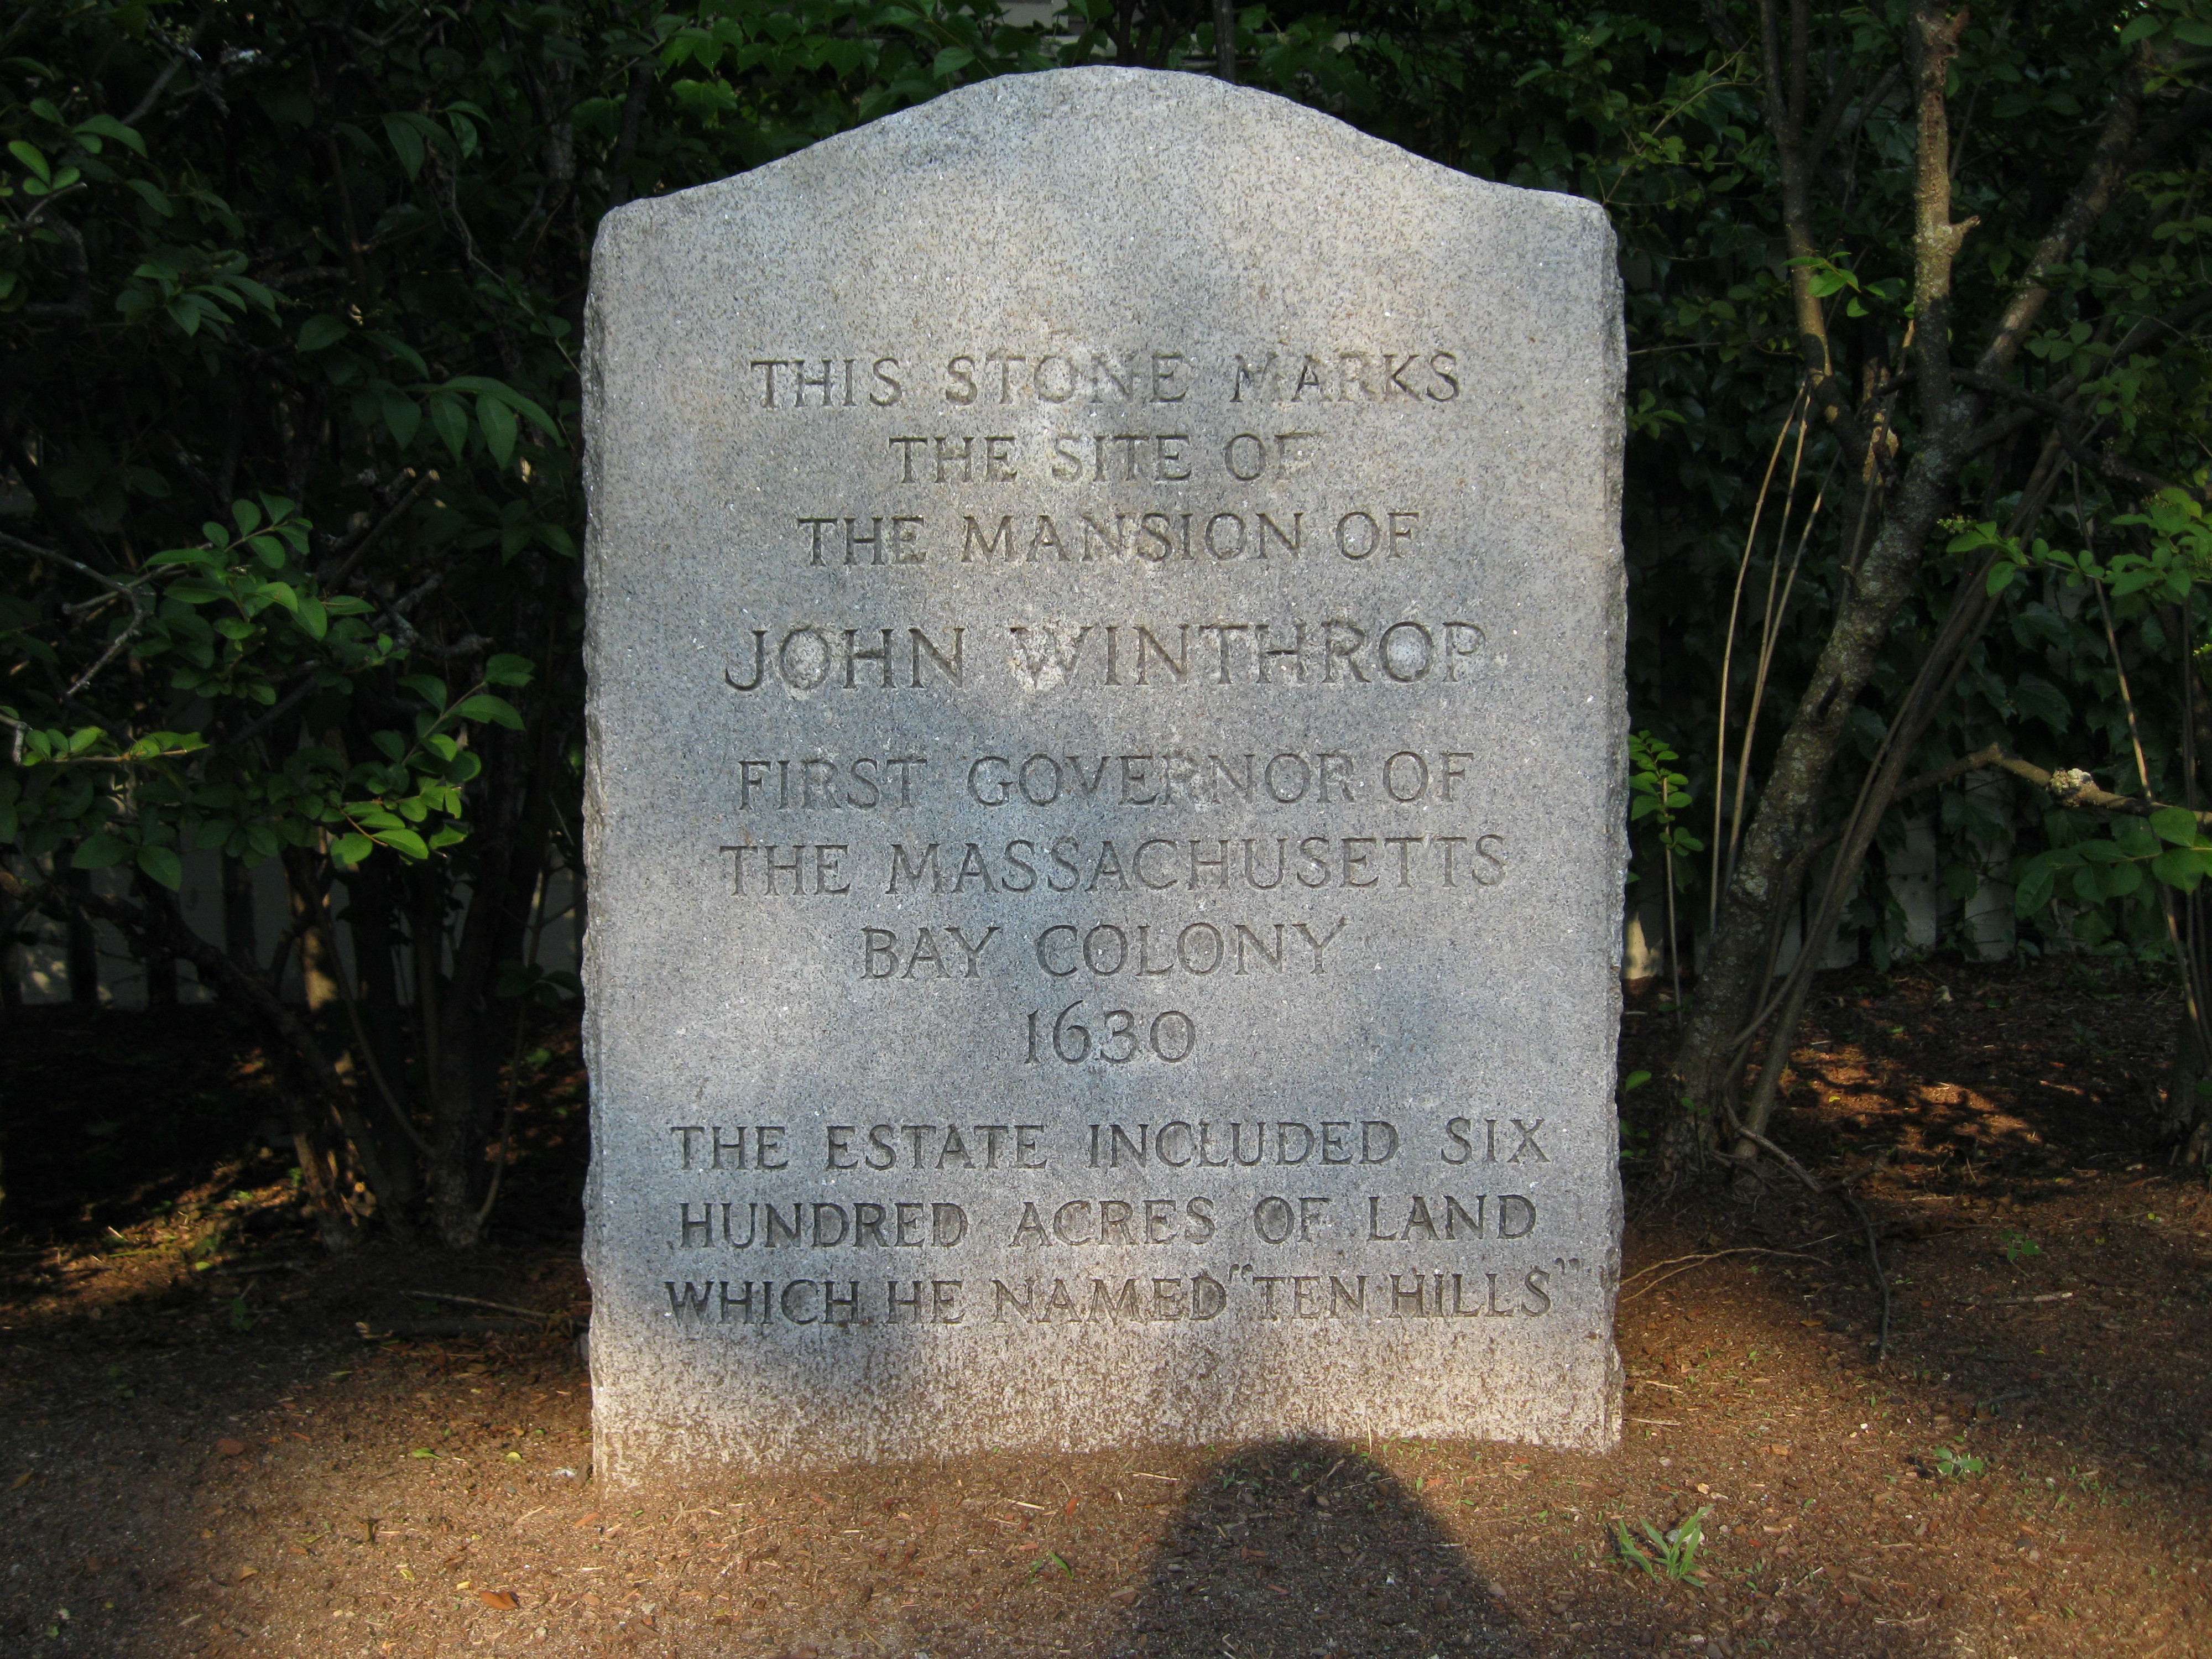 THIS STONE MARKS
THE SITE OF
THE MANSION OF
JOHN WINTHROP
FIRST GOVERNOR OF
THE MASSACHUSETTS
BAY COLONY
1630
THE ESTATE INCLUDED SIX
HUNDRED ACRES OF LAND
WHICH HE NAMED "TEN HILLS"